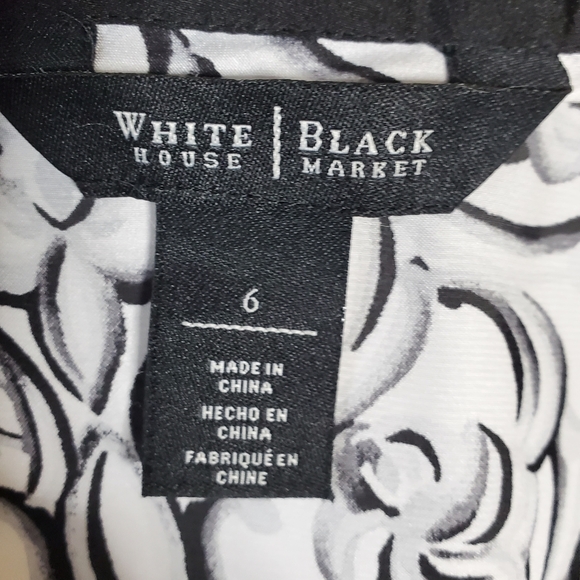 WHITE | BLACK
HOUSE | MARKET
6
MADE IN
CHINA
HECHO EN
CHINA
FABRIQUÉ EN
CHINE